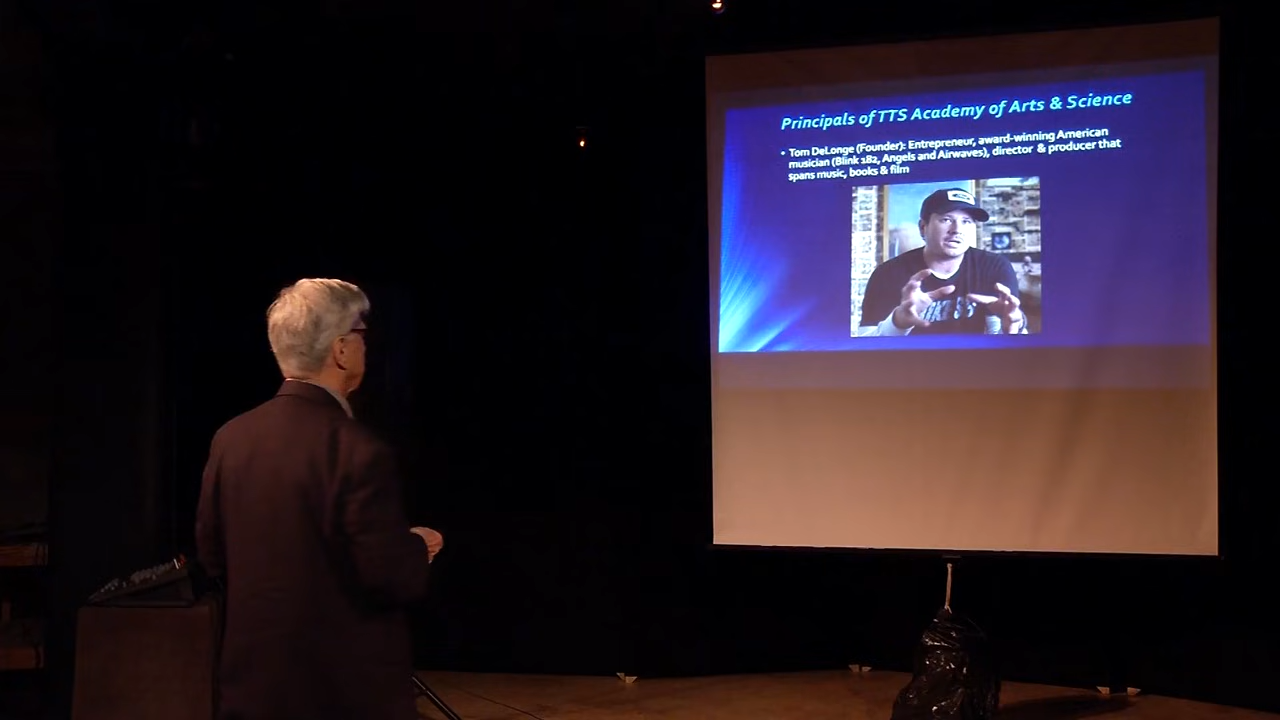 Principals of TTS Academy of Arts & Science
• Tom DeLonge (Founder): Entrepreneur, award-winning American
musician (Blink 182, Angels and Airwaves), director & producer that
spans music, books & film